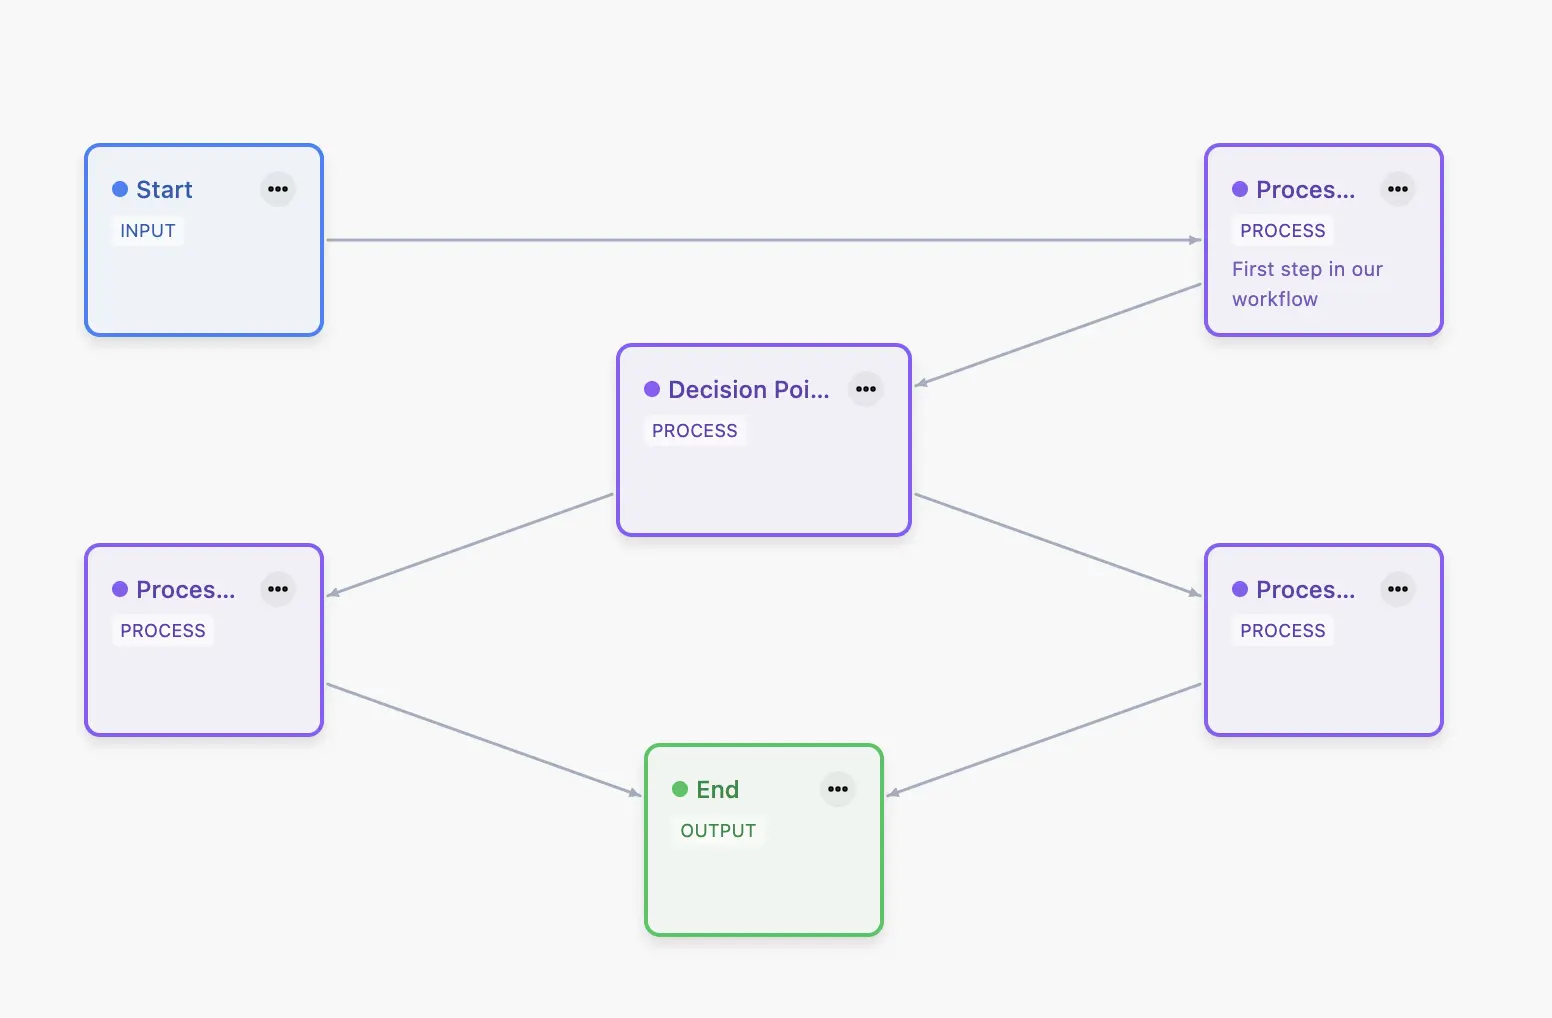 Start
INPUT
Proces...
PROCESS
First step in our
workflow
Decision Poi...
PROCESS
Proces...
PROCESS
Proces...
PROCESS
End
OUTPUT